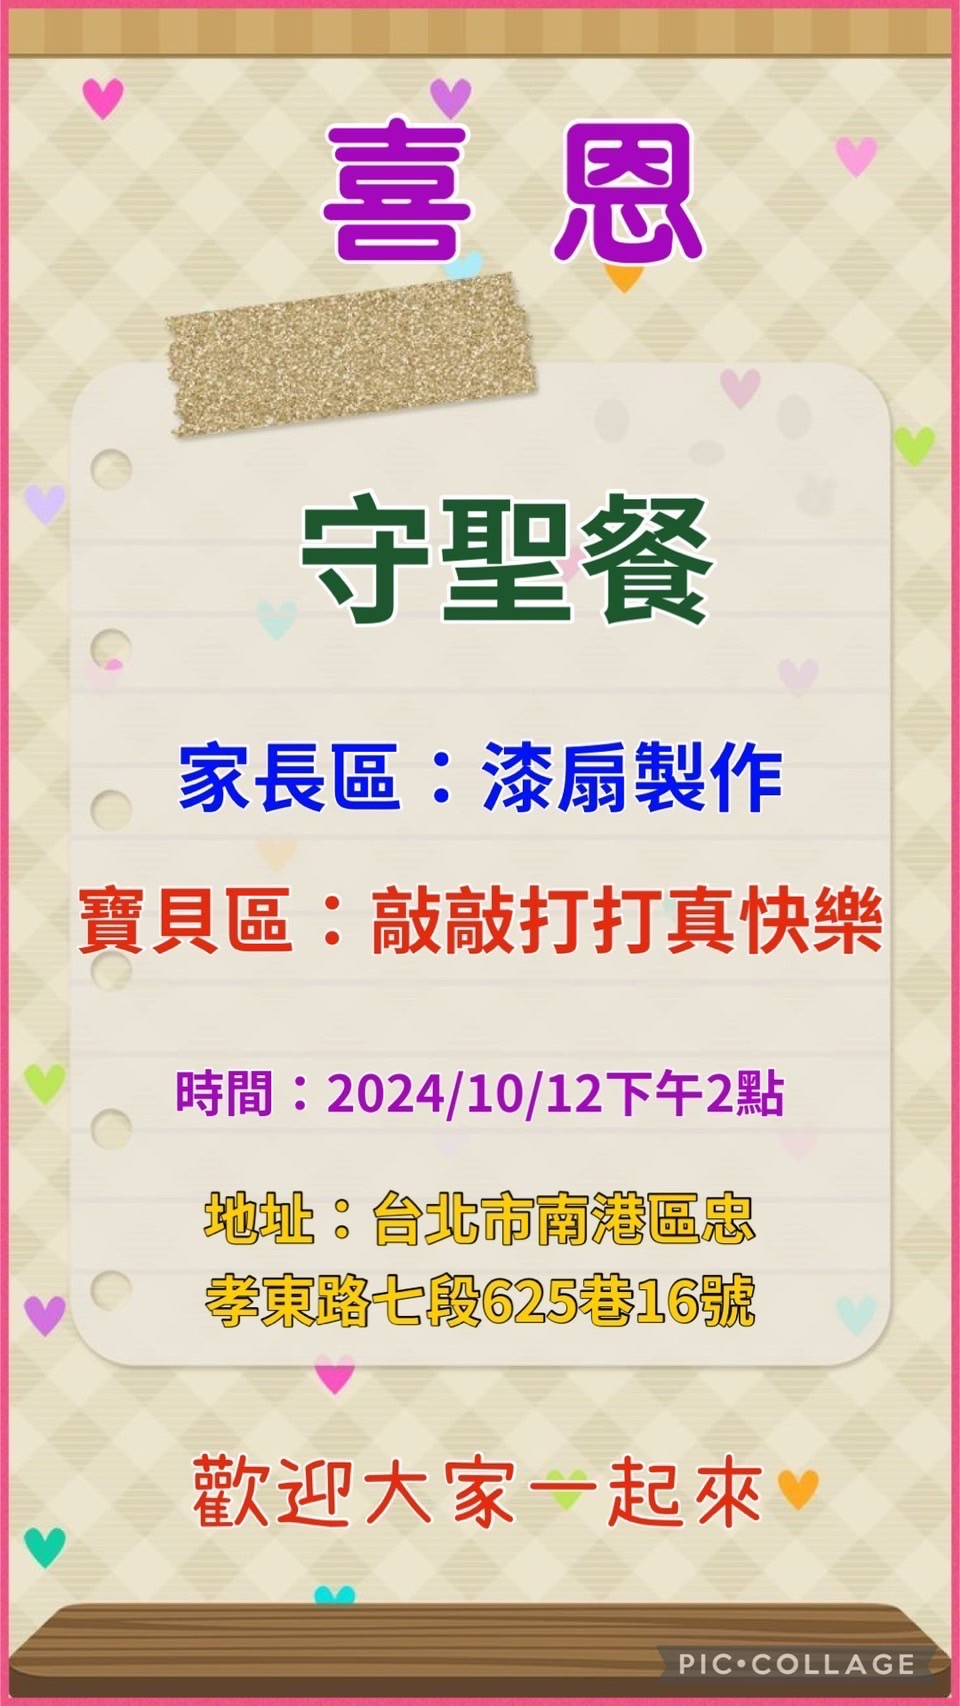 喜恩
守聖餐
家長區：漆扇製作
寶貝區：敲敲打打真快樂
時間：2024/10/12下午2點
地址：台北市南港區忠
孝東路七段625巷16號
歡迎大家一起來
PIC•COLLAGE